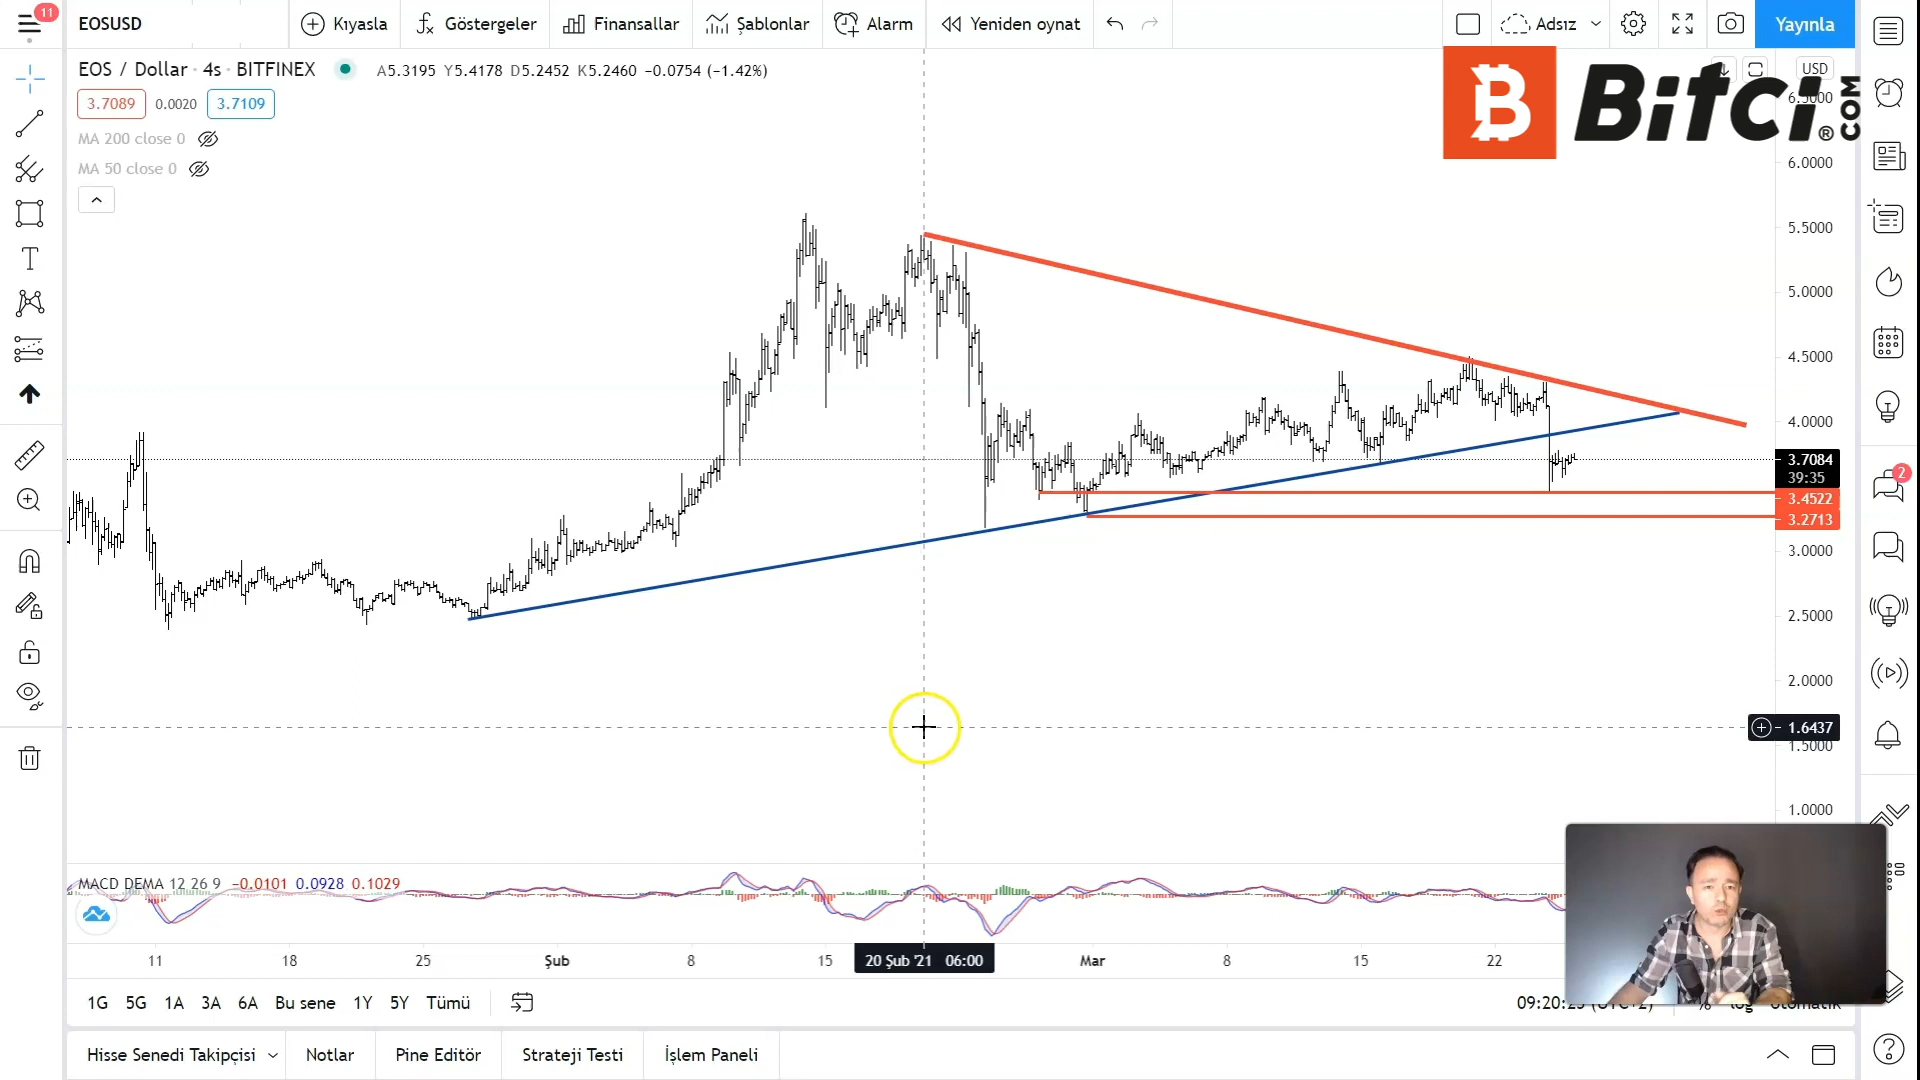 11
EOSUSD
Kıyasla
Göstergeler
Finansallar
Şablonlar
Alarm
Yeniden oynat
Adsız
Yayınla
EOS / Dollar · 4s · BITFINEX
A5.3195 Y5.4178 D5.2452 K5.2460 −0.0754 (−1.42%)
3.7089
0.0020
3.7109
MA 200 close 0
MA 50 close 0
USD
B Bitci®.COM
6.0000
5.5000
5.0000
4.5000
4.0000
3.7084
39:35
3.4522
3.2713
3.0000
2.5000
2.0000
1.6437
1.5000
1.0000
2
MACD DEMA 12 26 9 −0.0101 0.0928 0.1029
11
18
25
Şub
8
15
20 Şub '21 06:00
Mar
8
15
22
1G 5G 1A 3A 6A Bu sene 1Y 5Y Tümü
Hisse Senedi Takipçisi
Notlar
Pine Editör
Strateji Testi
İşlem Paneli